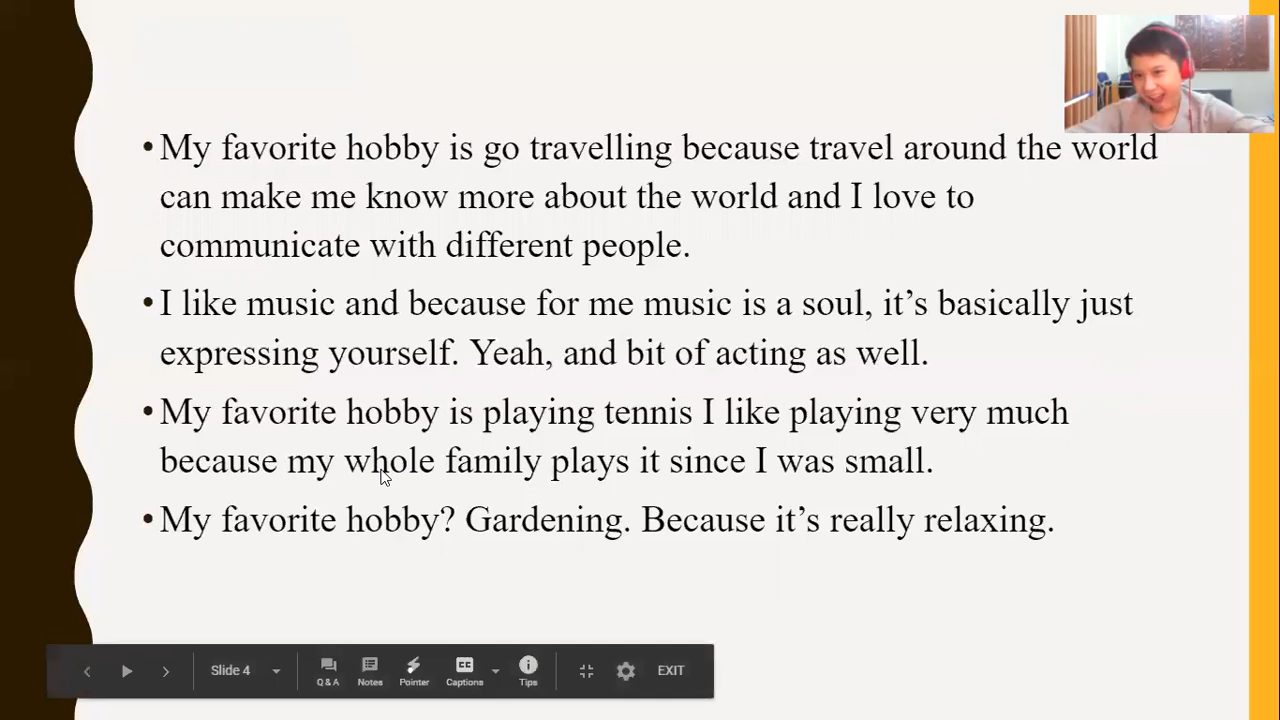 •My favorite hobby is go travelling because travel around the world
can make me know more about the world and I love to
communicate with different people.
•I like music and because for me music is a soul, it’s basically just
expressing yourself. Yeah, and bit of acting as well.
•My favorite hobby is playing tennis I like playing very much
because my whole family plays it since I was small.
•My favorite hobby? Gardening. Because it’s really relaxing.
Slide 4
Q & A Notes Pointer CC Captions Tips EXIT